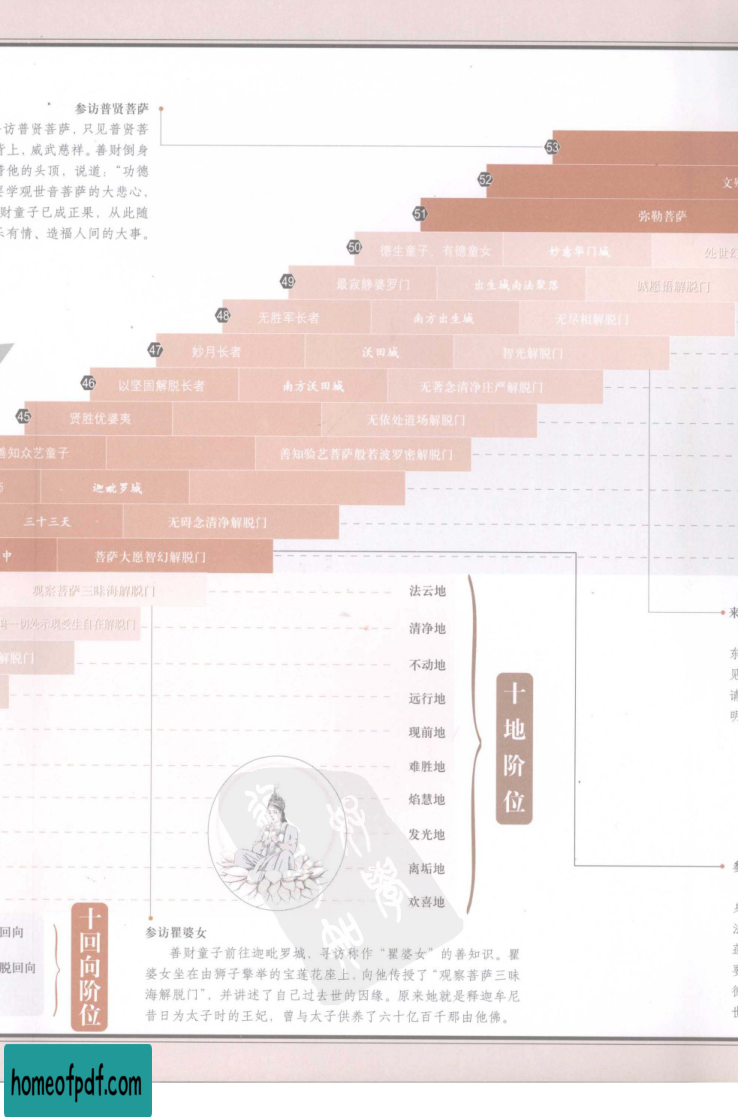 参访普贤菩萨
访普贤菩萨，只见普贤菩
背上，威武慈祥。善财倒身
着他的头顶，说道：“功德
要学观世音菩萨的大悲心，
财童子已成正果，从此随
乐有情、造福人间的大事。
53
52 文殊
51 弥勒菩萨
50 德生童子 有德童女 妙意华门城
49 最寂静婆罗门 出生城南法聚落 诚愿语解脱门
48 无胜军长者 南方出生城 无尽相解脱门
47 妙月长者 沃田城 智光解脱门
46 以坚固解脱长者 南方沃田城 无著念清净庄严解脱门
45 贤胜优婆夷 无依处道场解脱门
善知众艺童子 善知验艺菩萨般若波罗密解脱门
迦毗罗城
三十三天 无碍念清净解脱门
中 菩萨大愿智幻解脱门
观察菩萨三昧海解脱门
解脱门
法云地
清净地
不动地
远行地
现前地
难胜地
焰慧地
发光地
离垢地
欢喜地
十地阶位
回向
脱回向
十回向阶位
参访瞿婆女
善财童子前往迦毗罗城，寻访称作“瞿婆女”的善知识。瞿
婆女坐在由狮子擎举的宝莲花座上，向他传授了“观察菩萨三昧
海解脱门”，并讲述了自己过去世的因缘。原来她就是释迦牟尼
昔日为太子时的王妃，曾与太子供养了六十亿百千那由他佛。
来
东
见
请
明
homeofpdf.com